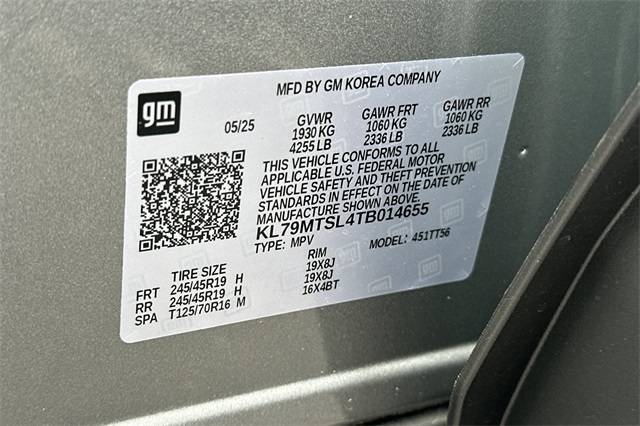 MFD BY GM KOREA COMPANY
gm
05/25
GVWR GAWR FRT GAWR RR
1930 KG 1060 KG 1060 KG
4255 LB 2336 LB 2336 LB
THIS VEHICLE CONFORMS TO ALL
APPLICABLE U.S. FEDERAL MOTOR
VEHICLE SAFETY AND THEFT PREVENTION
STANDARDS IN EFFECT ON THE DATE OF
MANUFACTURE SHOWN ABOVE.
KL79MTSL4TB014655
TYPE: MPV MODEL: 451TT56
TIRE SIZE RIM
FRT 245/45R19 H 19X8J
RR 245/45R19 H 19X8J
SPA T125/70R16 M 16X4BT